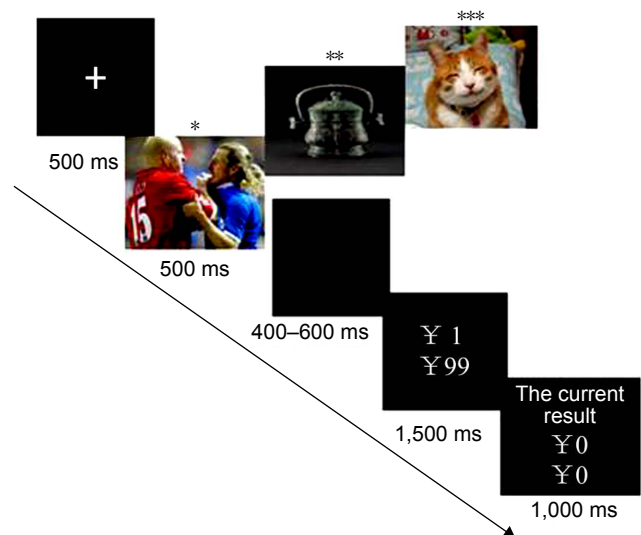 ***
**
*
+
500 ms
15
500 ms
400–600 ms
¥ 1
¥99
1,500 ms
The current
result
¥0
¥0
1,000 ms